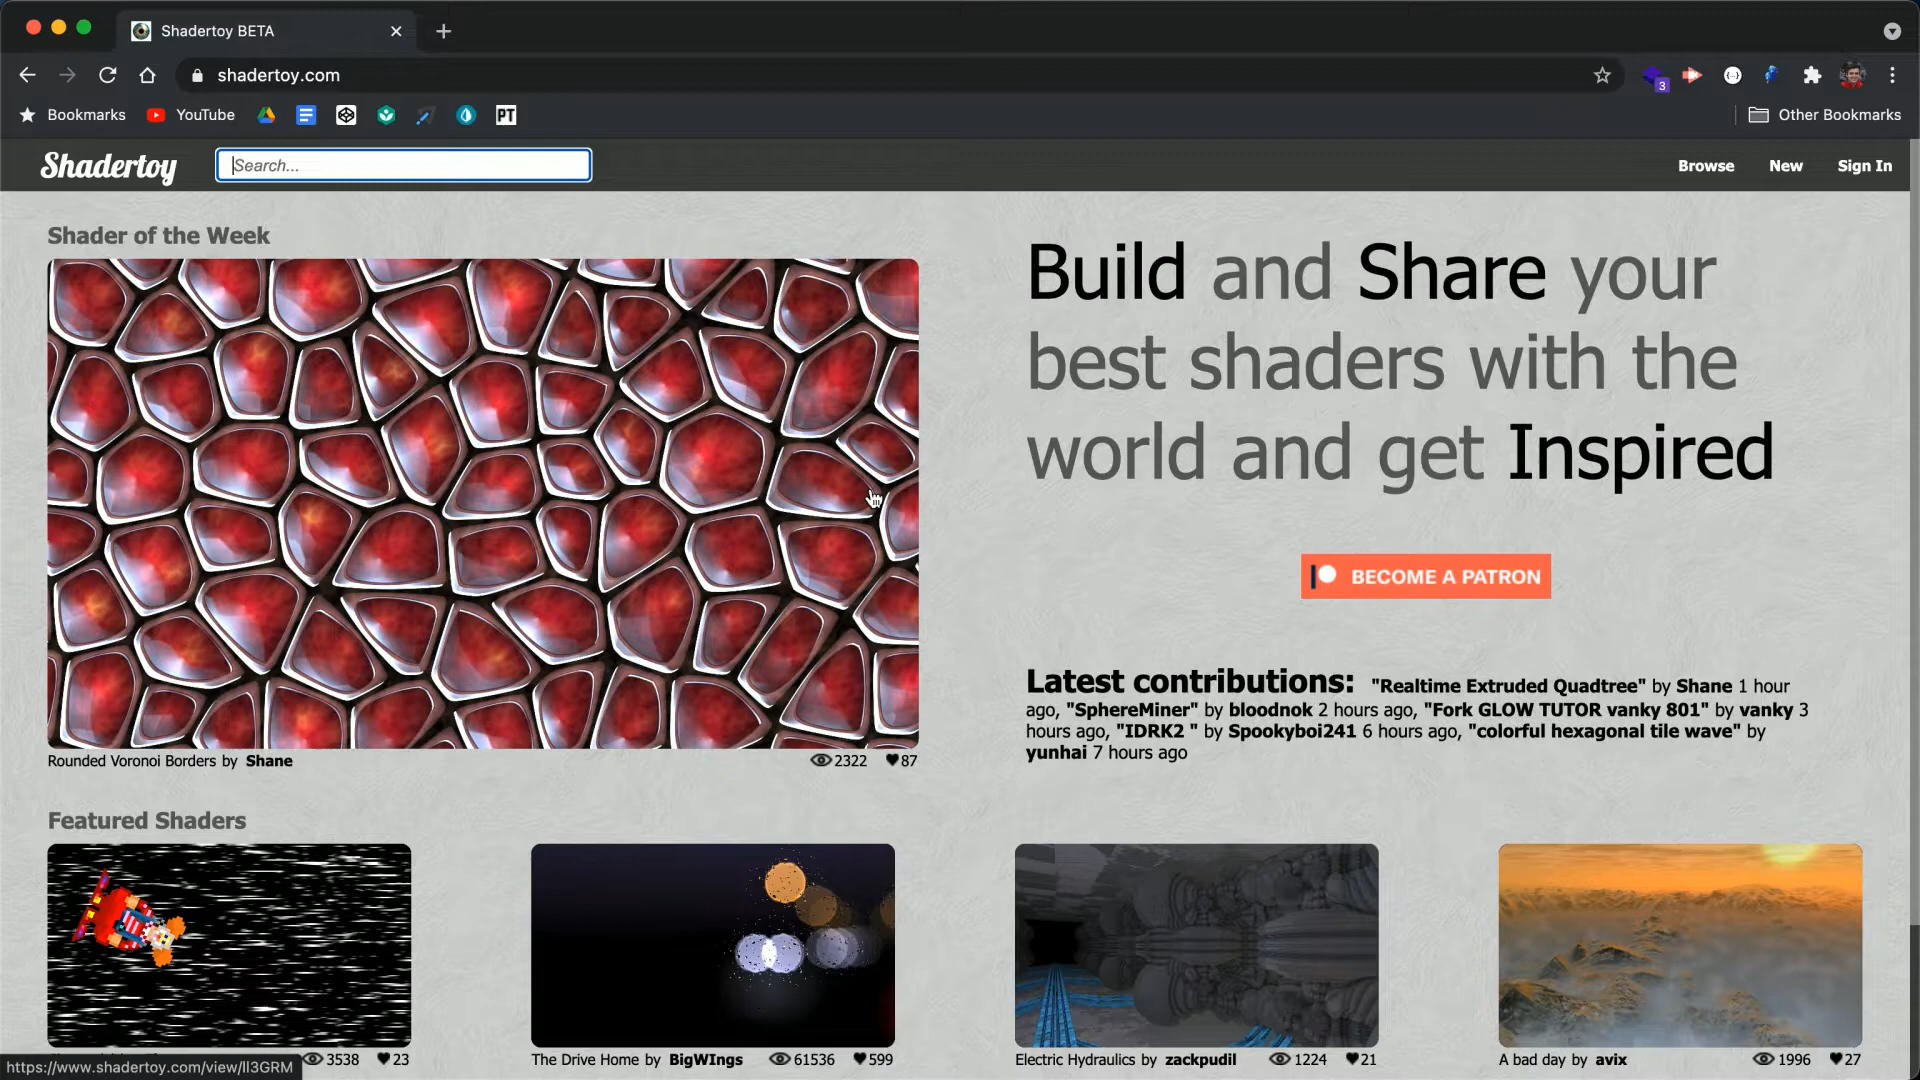 Shadertoy BETA
shadertoy.com
3
Bookmarks
YouTube
PT
Other Bookmarks
Shadertoy
Search...
Browse
New
Sign In
Shader of the Week
Build and Share your
best shaders with the
world and get Inspired
BECOME A PATRON
Latest contributions: "Realtime Extruded Quadtree" by Shane 1 hour
ago, "SphereMiner" by bloodnok 2 hours ago, "Fork GLOW TUTOR vanky 801" by vanky 3
hours ago, "IDRK2 " by Spookyboi241 6 hours ago, "colorful hexagonal tile wave" by
yunhai 7 hours ago
Rounded Voronoi Borders by Shane
2322
87
Featured Shaders
3538
23
The Drive Home by BigWIngs
61536
599
Electric Hydraulics by zackpudil
1224
21
A bad day by avix
1996
27
https://www.shadertoy.com/view/ll3GRM